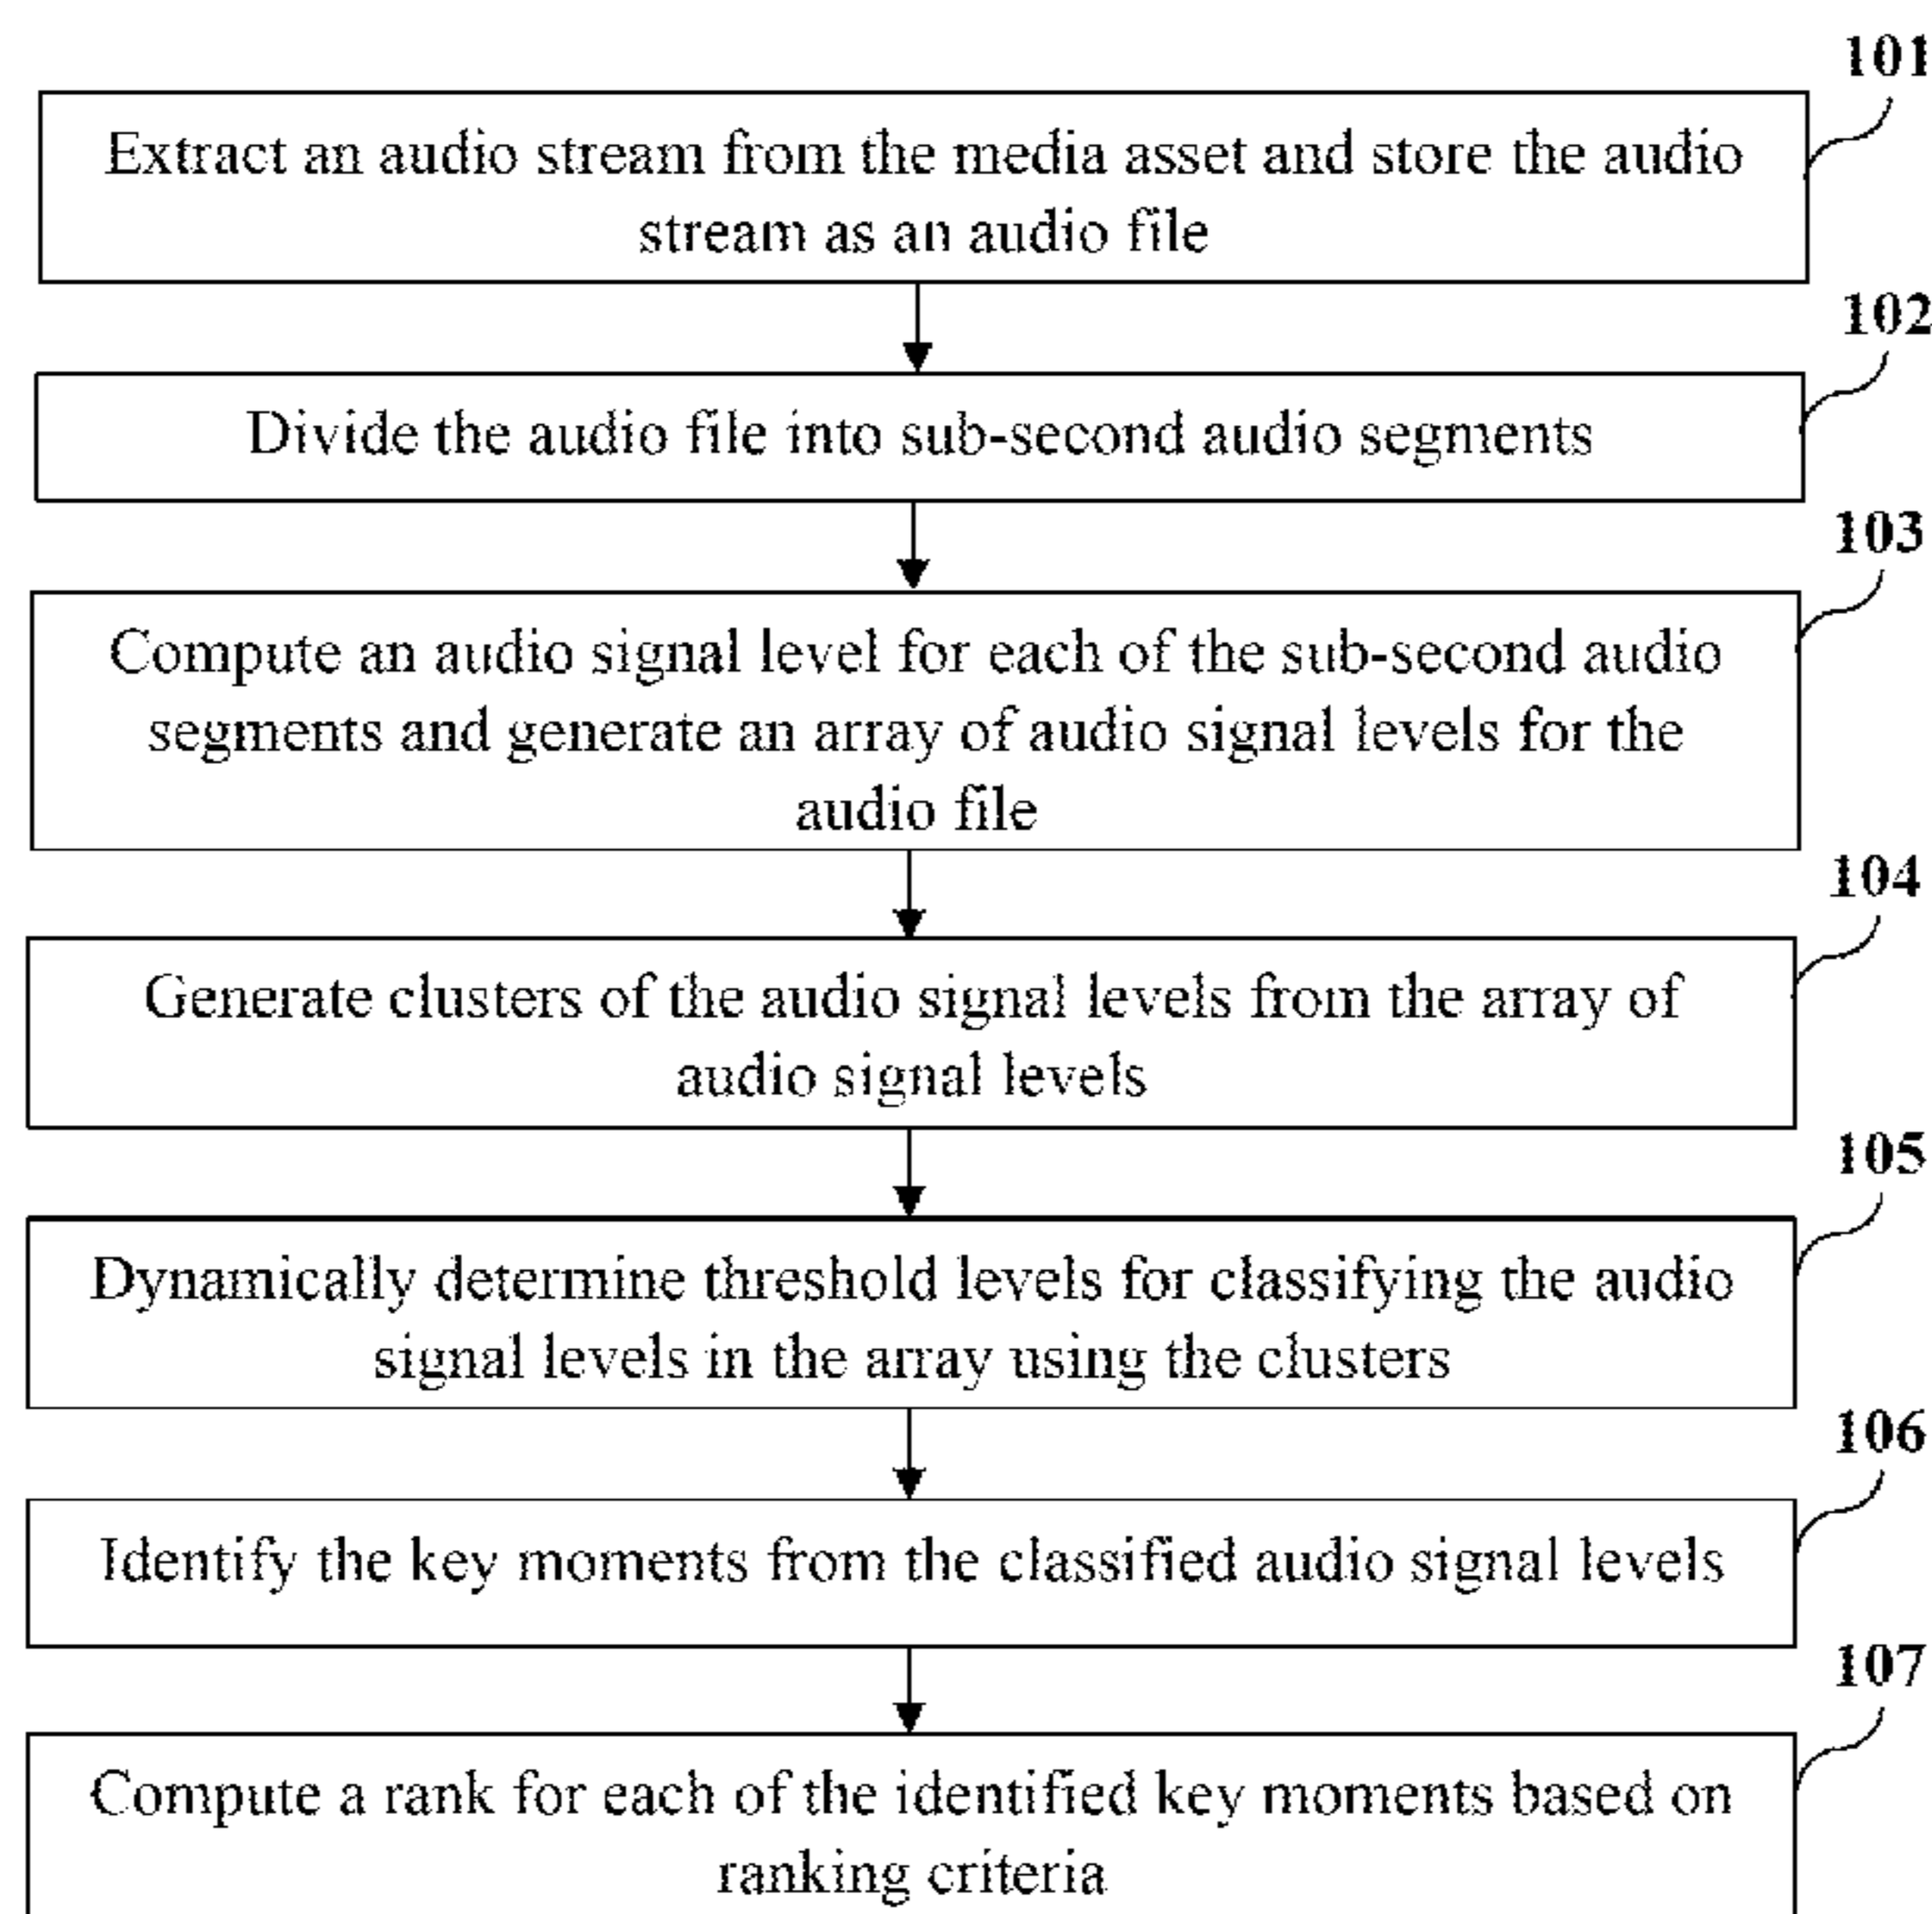 101
Extract an audio stream from the media asset and store the audio
stream as an audio file
102
Divide the audio file into sub-second audio segments
103
Compute an audio signal level for each of the sub-second audio
segments and generate an array of audio signal levels for the
audio file
104
Generate clusters of the audio signal levels from the array of
audio signal levels
105
Dynamically determine threshold levels for classifying the audio
signal levels in the array using the clusters
106
Identify the key moments from the classified audio signal levels
107
Compute a rank for each of the identified key moments based on
ranking criteria